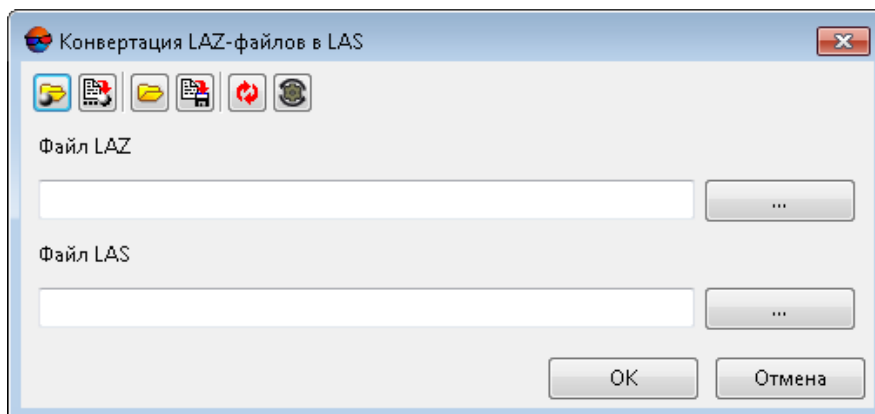 Конвертация LAZ-файлов в LAS
Файл LAZ
...
Файл LAS
...
OK
Отмена